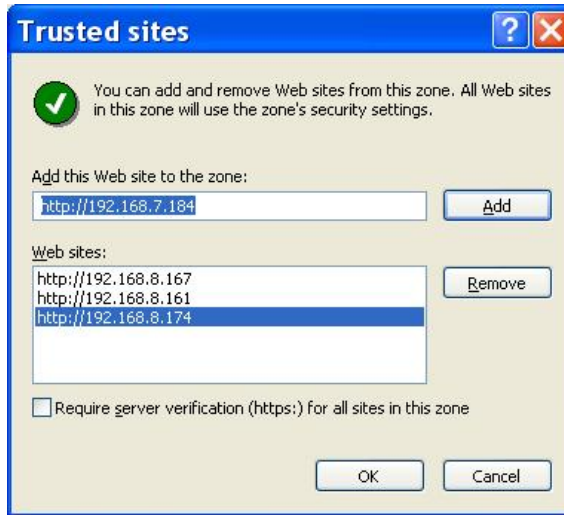 Trusted sites
You can add and remove Web sites from this zone. All Web sites
in this zone will use the zone's security settings.
Add this Web site to the zone:
http://192.168.7.184
Add
Web sites:
http://192.168.8.167
http://192.168.8.161
http://192.168.8.174
Remove
Require server verification (https:) for all sites in this zone
OK
Cancel